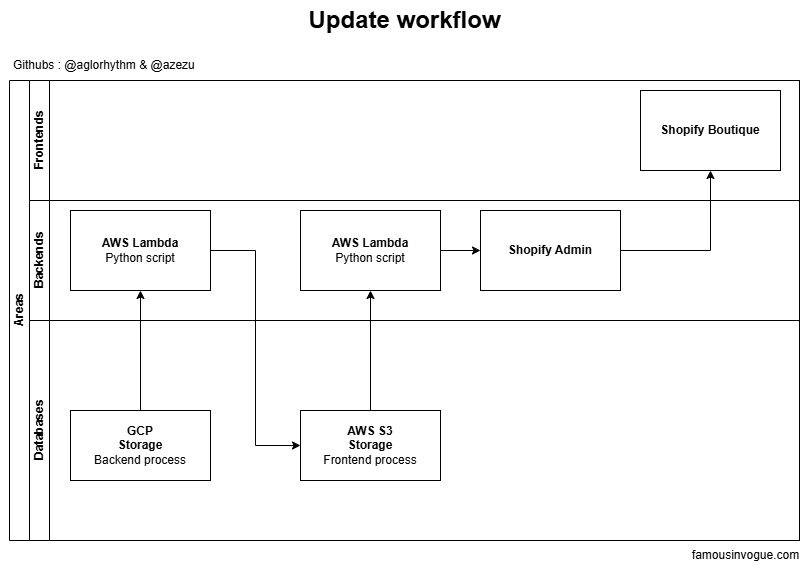 Update workflow
Githubs : @aglorhythm & @azezu
Areas
Frontends
Shopify Boutique
Backends
AWS Lambda
Python script
AWS Lambda
Python script
Shopify Admin
Databases
GCP
Storage
Backend process
AWS S3
Storage
Frontend process
famousinvogue.com